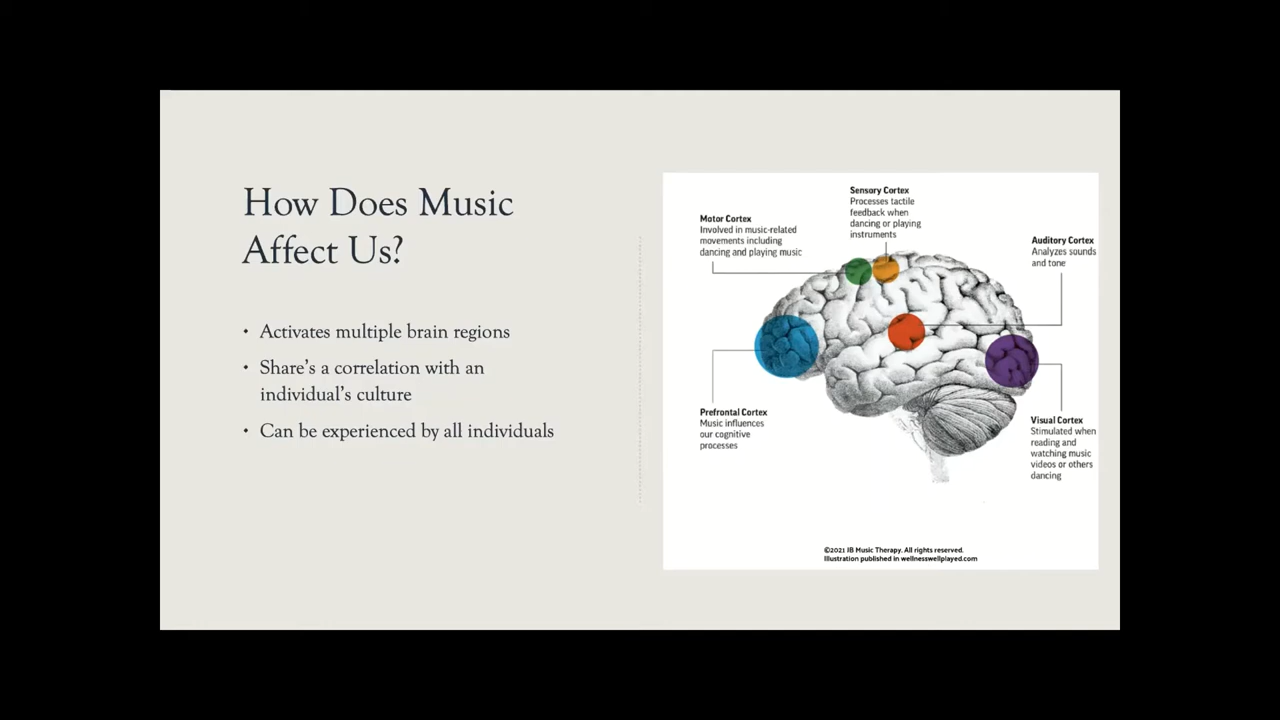 How Does Music
Affect Us?
• Activates multiple brain regions
• Share's a correlation with an
individual's culture
• Can be experienced by all individuals
Sensory Cortex
Processes tactile
feedback when
dancing or playing
instruments
Motor Cortex
Involved in music-related
movements including
dancing and playing music
Auditory Cortex
Analyzes sounds
and tone
Prefrontal Cortex
Music influences
our cognitive
processes
Visual Cortex
Stimulated when
reading and
watching music
videos or others
dancing
©2021 JB Music Therapy. All rights reserved.
Illustration published in wellnesswellplayed.com